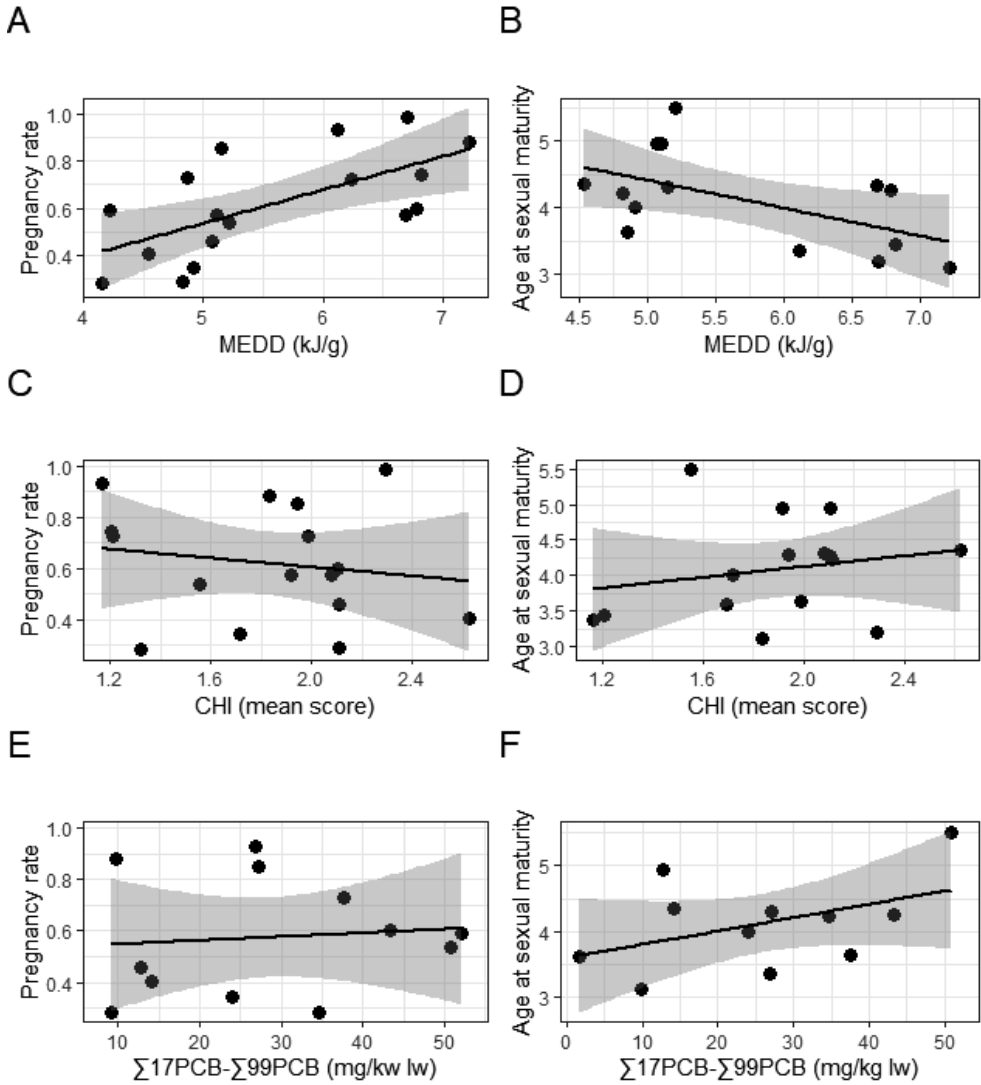 A
B
Pregnancy rate
1.0
0.8
0.6
0.4
4
5
6
7
MEDD (kJ/g)
Age at sexual maturity
5
4
3
4.5
5.0
5.5
6.0
6.5
7.0
MEDD (kJ/g)
C
D
Pregnancy rate
1.0
0.8
0.6
0.4
1.2
1.6
2.0
2.4
CHI (mean score)
Age at sexual maturity
5.5
5.0
4.5
4.0
3.5
3.0
1.2
1.6
2.0
2.4
CHI (mean score)
E
F
Pregnancy rate
1.0
0.8
0.6
0.4
10
20
30
40
50
∑17PCB-∑99PCB (mg/kw lw)
Age at sexual maturity
5
4
3
0
10
20
30
40
50
∑17PCB-∑99PCB (mg/kg lw)